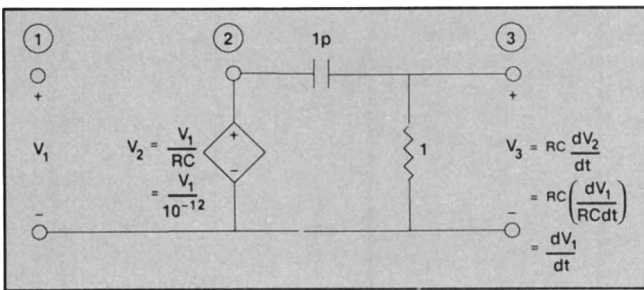 1
2
1p
3
+
+
V₁
V₂ = V₁/RC
+
−
= V₁/10⁻¹²
1
V₃ = RC dV₂/dt
= RC(dV₁/RCdt)
−
−
= dV₁/dt